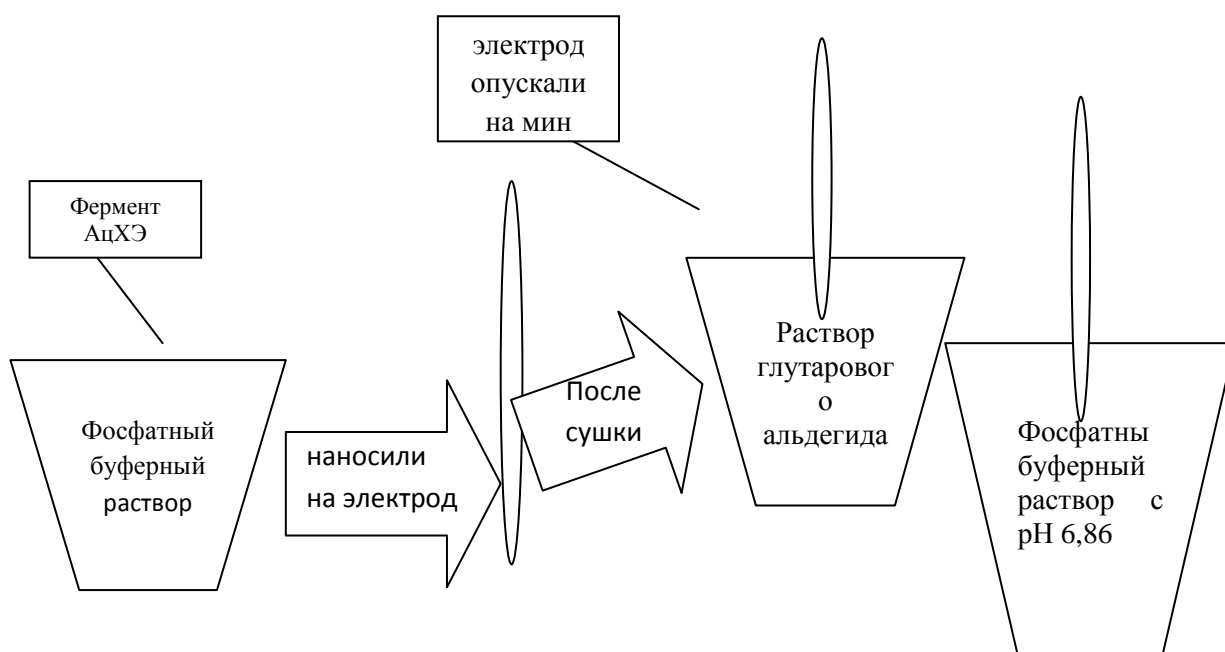 Фермент
АцХЭ
Фосфатный
буферный
раствор
наносили
на электрод
После
сушки
электрод
опускали
на мин
Раствор
глутаровог
о
альдегида
Фосфатны
буферный
раствор с
pH 6,86